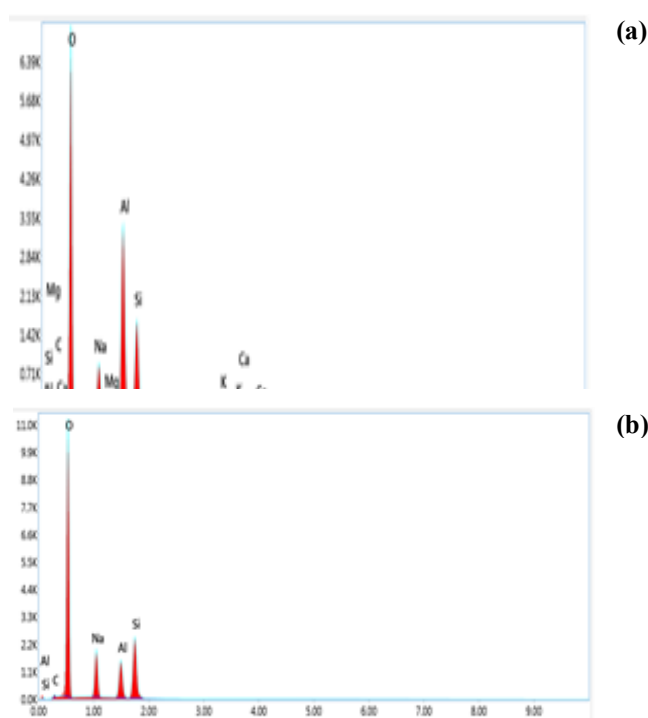 (a)
O
6.39K
5.68K
4.97K
4.26K
3.55K
Al
2.84K
Mg
2.13K
Si
1.42K
C
Na
Si
Ca
0.71K
Mg
K
(b)
11.0K
O
9.9K
8.8K
7.7K
6.6K
5.5K
4.4K
3.3K
Si
2.2K
Na
Al
Al
1.1K
Si C
0.0K
0.00 1.00 2.00 3.00 4.00 5.00 6.00 7.00 8.00 9.00